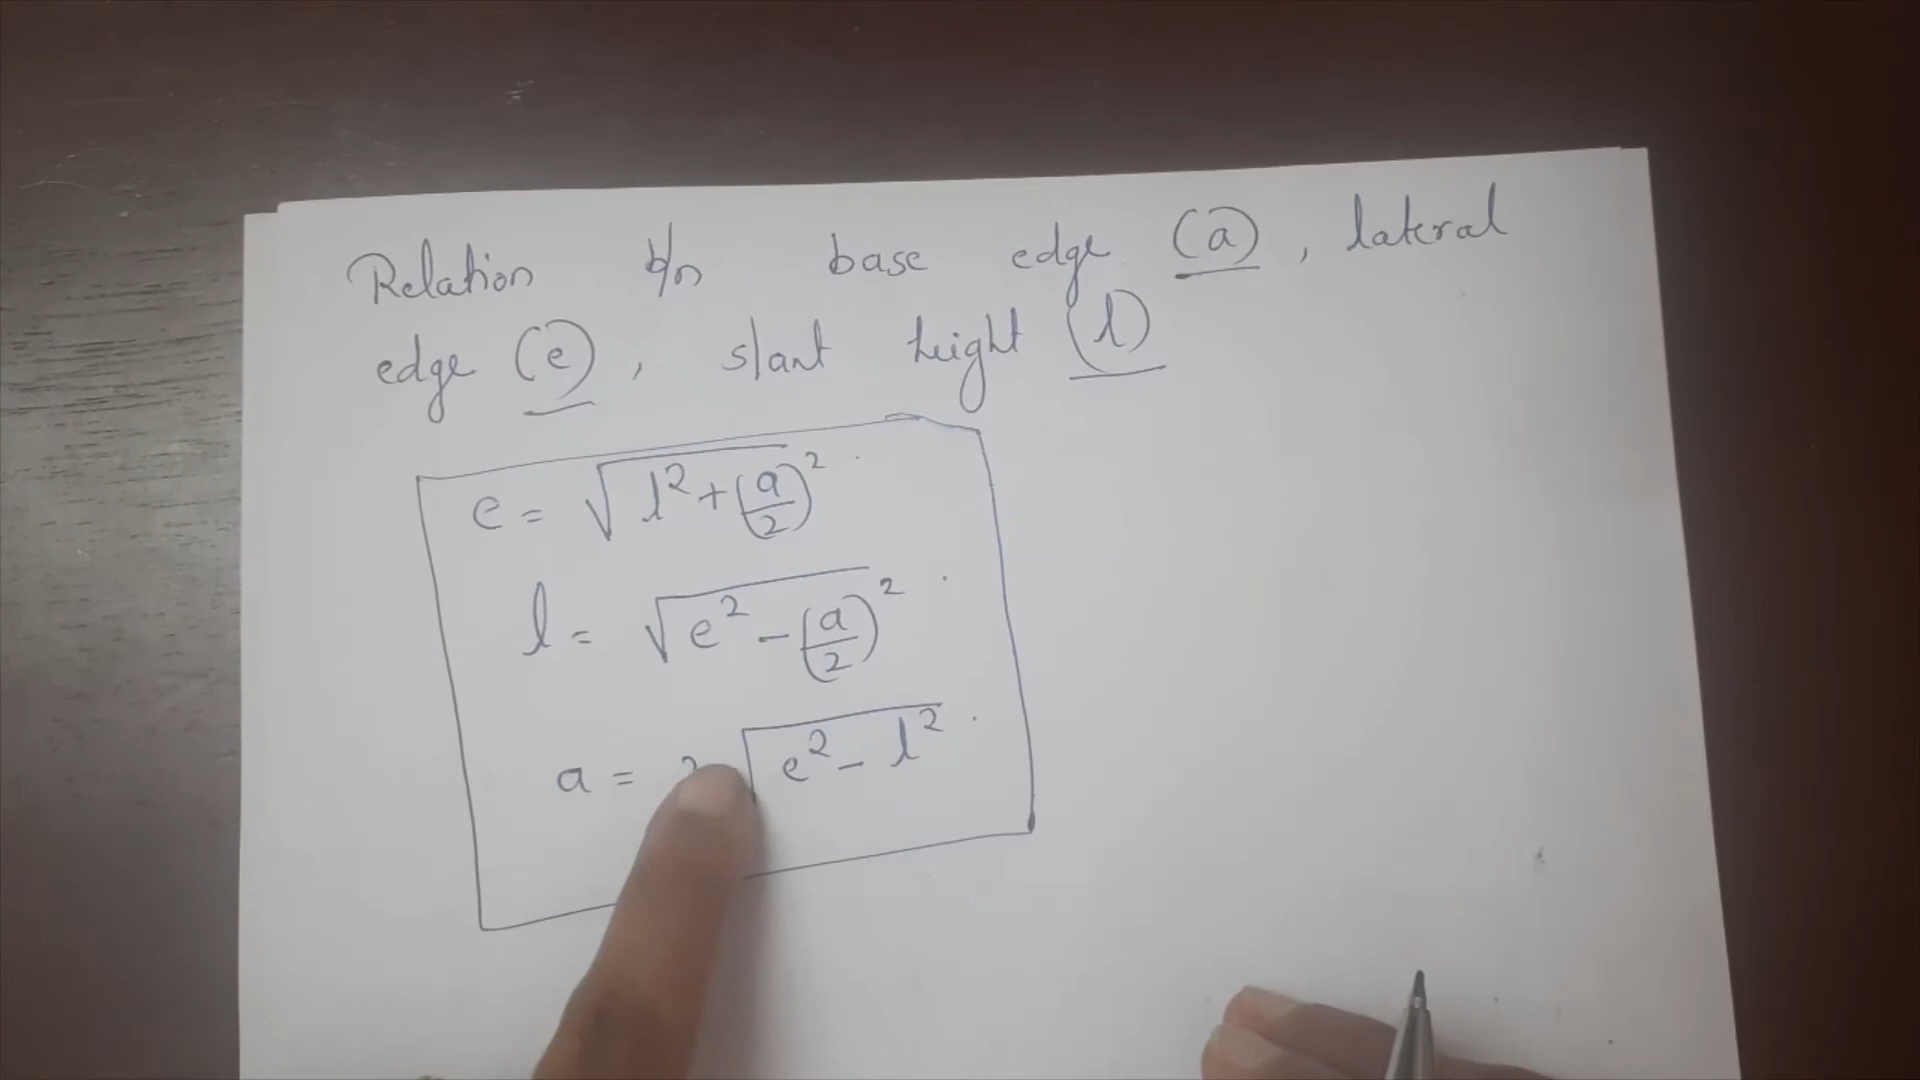 Relation b/n base edge (a), lateral
edge (e), slant height (l)
e = √l² + (a/2)²
l = √e² - (a/2)²
a = 2√e² - l²